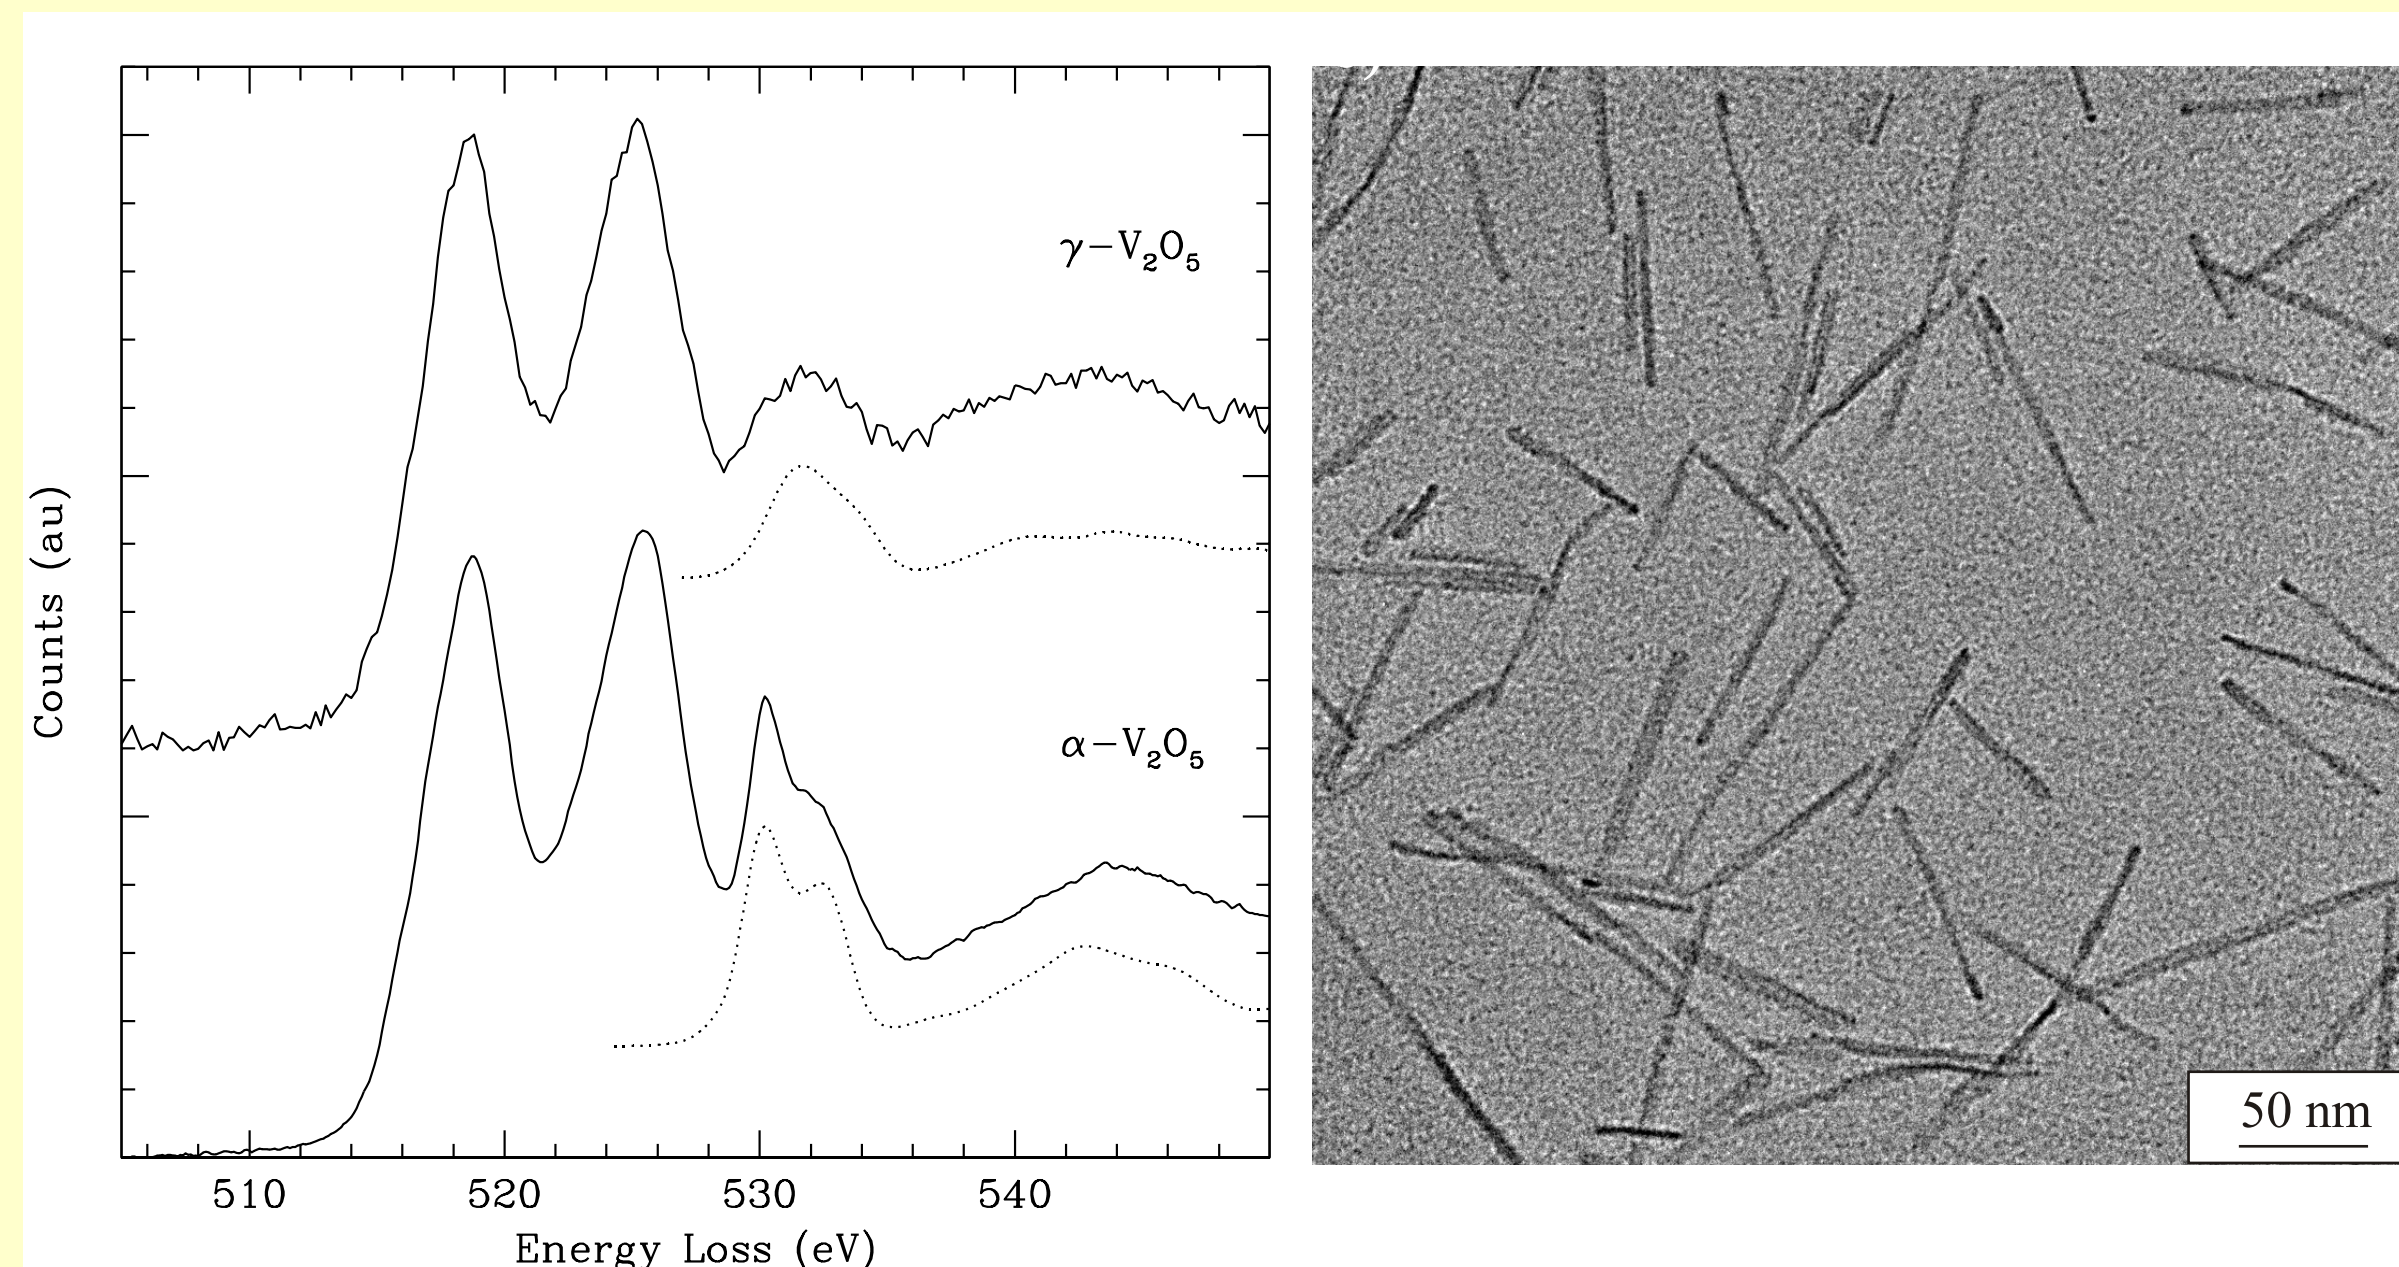 γ-V₂O₅
α-V₂O₅
Counts (au)
510 520 530 540
Energy Loss (eV)
50 nm